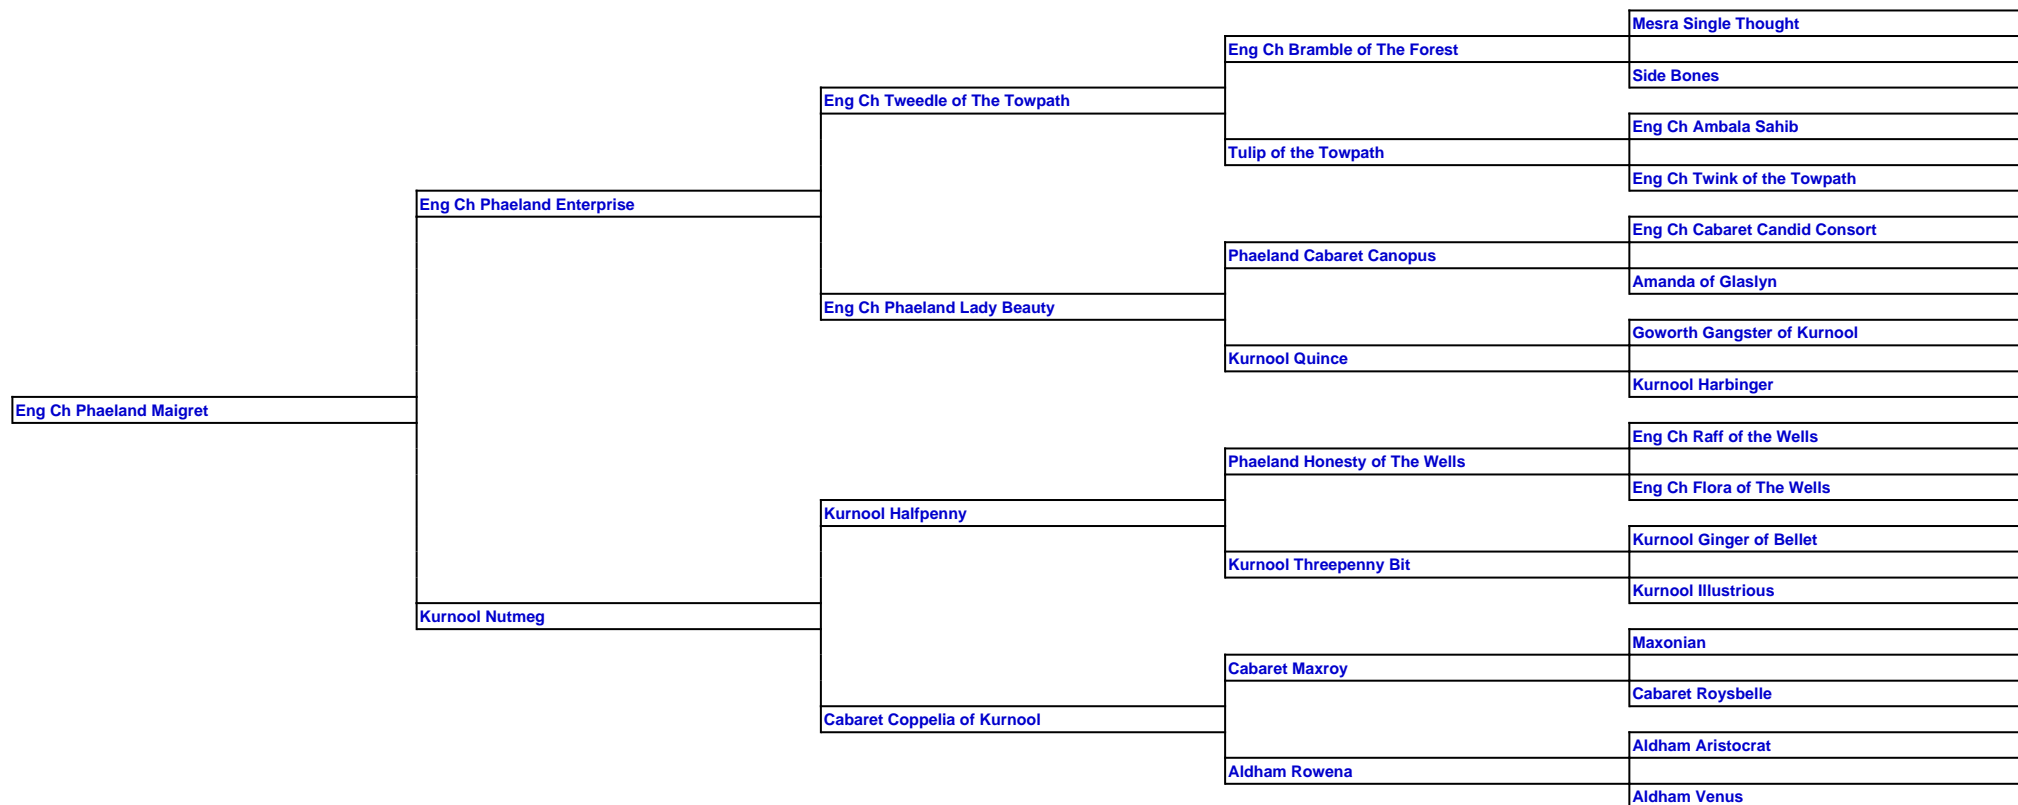 Mesra Single Thought
Eng Ch Bramble of The Forest
Side Bones
Eng Ch Tweedle of The Towpath
Eng Ch Ambala Sahib
Tulip of the Towpath
Eng Ch Twink of the Towpath
Eng Ch Phaeland Enterprise
Eng Ch Cabaret Candid Consort
Phaeland Cabaret Canopus
Amanda of Glaslyn
Eng Ch Phaeland Lady Beauty
Goworth Gangster of Kurnool
Kurnool Quince
Kurnool Harbinger
Eng Ch Phaeland Maigret
Eng Ch Raff of the Wells
Phaeland Honesty of The Wells
Eng Ch Flora of The Wells
Kurnool Halfpenny
Kurnool Ginger of Bellet
Kurnool Threepenny Bit
Kurnool Illustrious
Kurnool Nutmeg
Maxonian
Cabaret Maxroy
Cabaret Roysbelle
Cabaret Coppelia of Kurnool
Aldham Aristocrat
Aldham Rowena
Aldham Venus